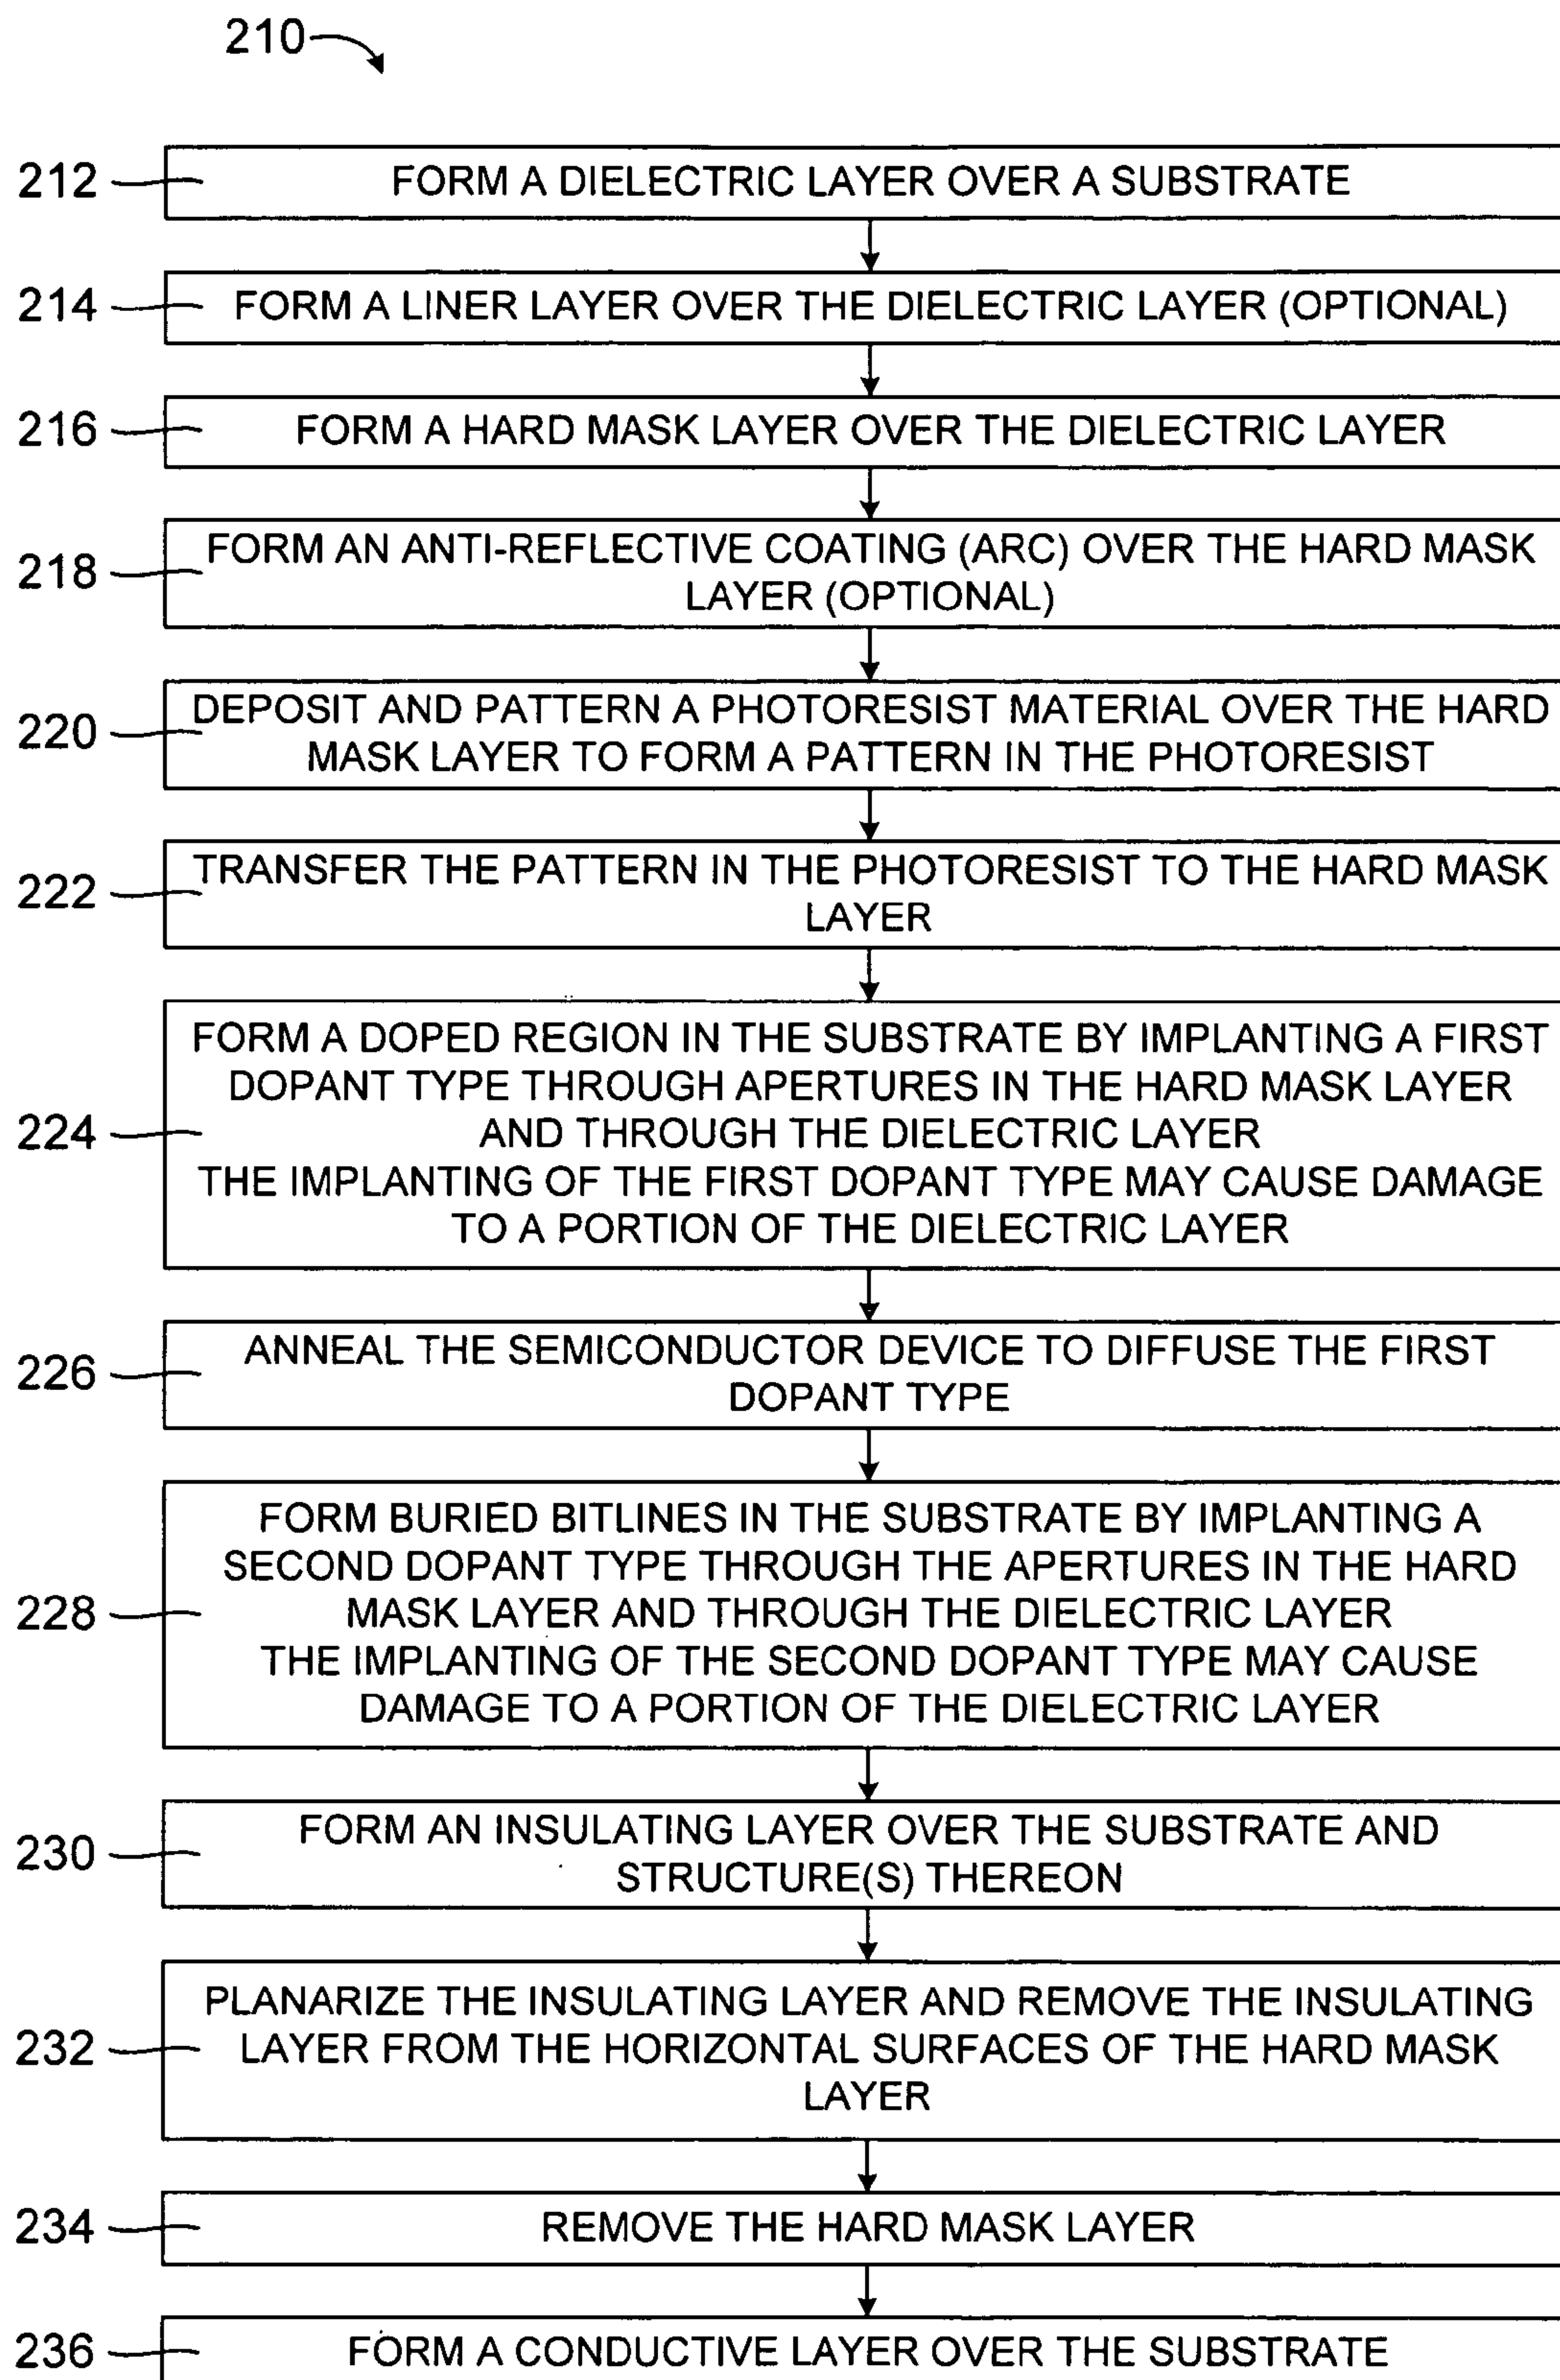 210
212
FORM A DIELECTRIC LAYER OVER A SUBSTRATE
214
FORM A LINER LAYER OVER THE DIELECTRIC LAYER (OPTIONAL)
216
FORM A HARD MASK LAYER OVER THE DIELECTRIC LAYER
218
FORM AN ANTI-REFLECTIVE COATING (ARC) OVER THE HARD MASK
LAYER (OPTIONAL)
220
DEPOSIT AND PATTERN A PHOTORESIST MATERIAL OVER THE HARD
MASK LAYER TO FORM A PATTERN IN THE PHOTORESIST
222
TRANSFER THE PATTERN IN THE PHOTORESIST TO THE HARD MASK
LAYER
224
FORM A DOPED REGION IN THE SUBSTRATE BY IMPLANTING A FIRST
DOPANT TYPE THROUGH APERTURES IN THE HARD MASK LAYER
AND THROUGH THE DIELECTRIC LAYER
THE IMPLANTING OF THE FIRST DOPANT TYPE MAY CAUSE DAMAGE
TO A PORTION OF THE DIELECTRIC LAYER
226
ANNEAL THE SEMICONDUCTOR DEVICE TO DIFFUSE THE FIRST
DOPANT TYPE
228
FORM BURIED BITLINES IN THE SUBSTRATE BY IMPLANTING A
SECOND DOPANT TYPE THROUGH THE APERTURES IN THE HARD
MASK LAYER AND THROUGH THE DIELECTRIC LAYER
THE IMPLANTING OF THE SECOND DOPANT TYPE MAY CAUSE
DAMAGE TO A PORTION OF THE DIELECTRIC LAYER
230
FORM AN INSULATING LAYER OVER THE SUBSTRATE AND
STRUCTURE(S) THEREON
232
PLANARIZE THE INSULATING LAYER AND REMOVE THE INSULATING
LAYER FROM THE HORIZONTAL SURFACES OF THE HARD MASK
LAYER
234
REMOVE THE HARD MASK LAYER
236
FORM A CONDUCTIVE LAYER OVER THE SUBSTRATE